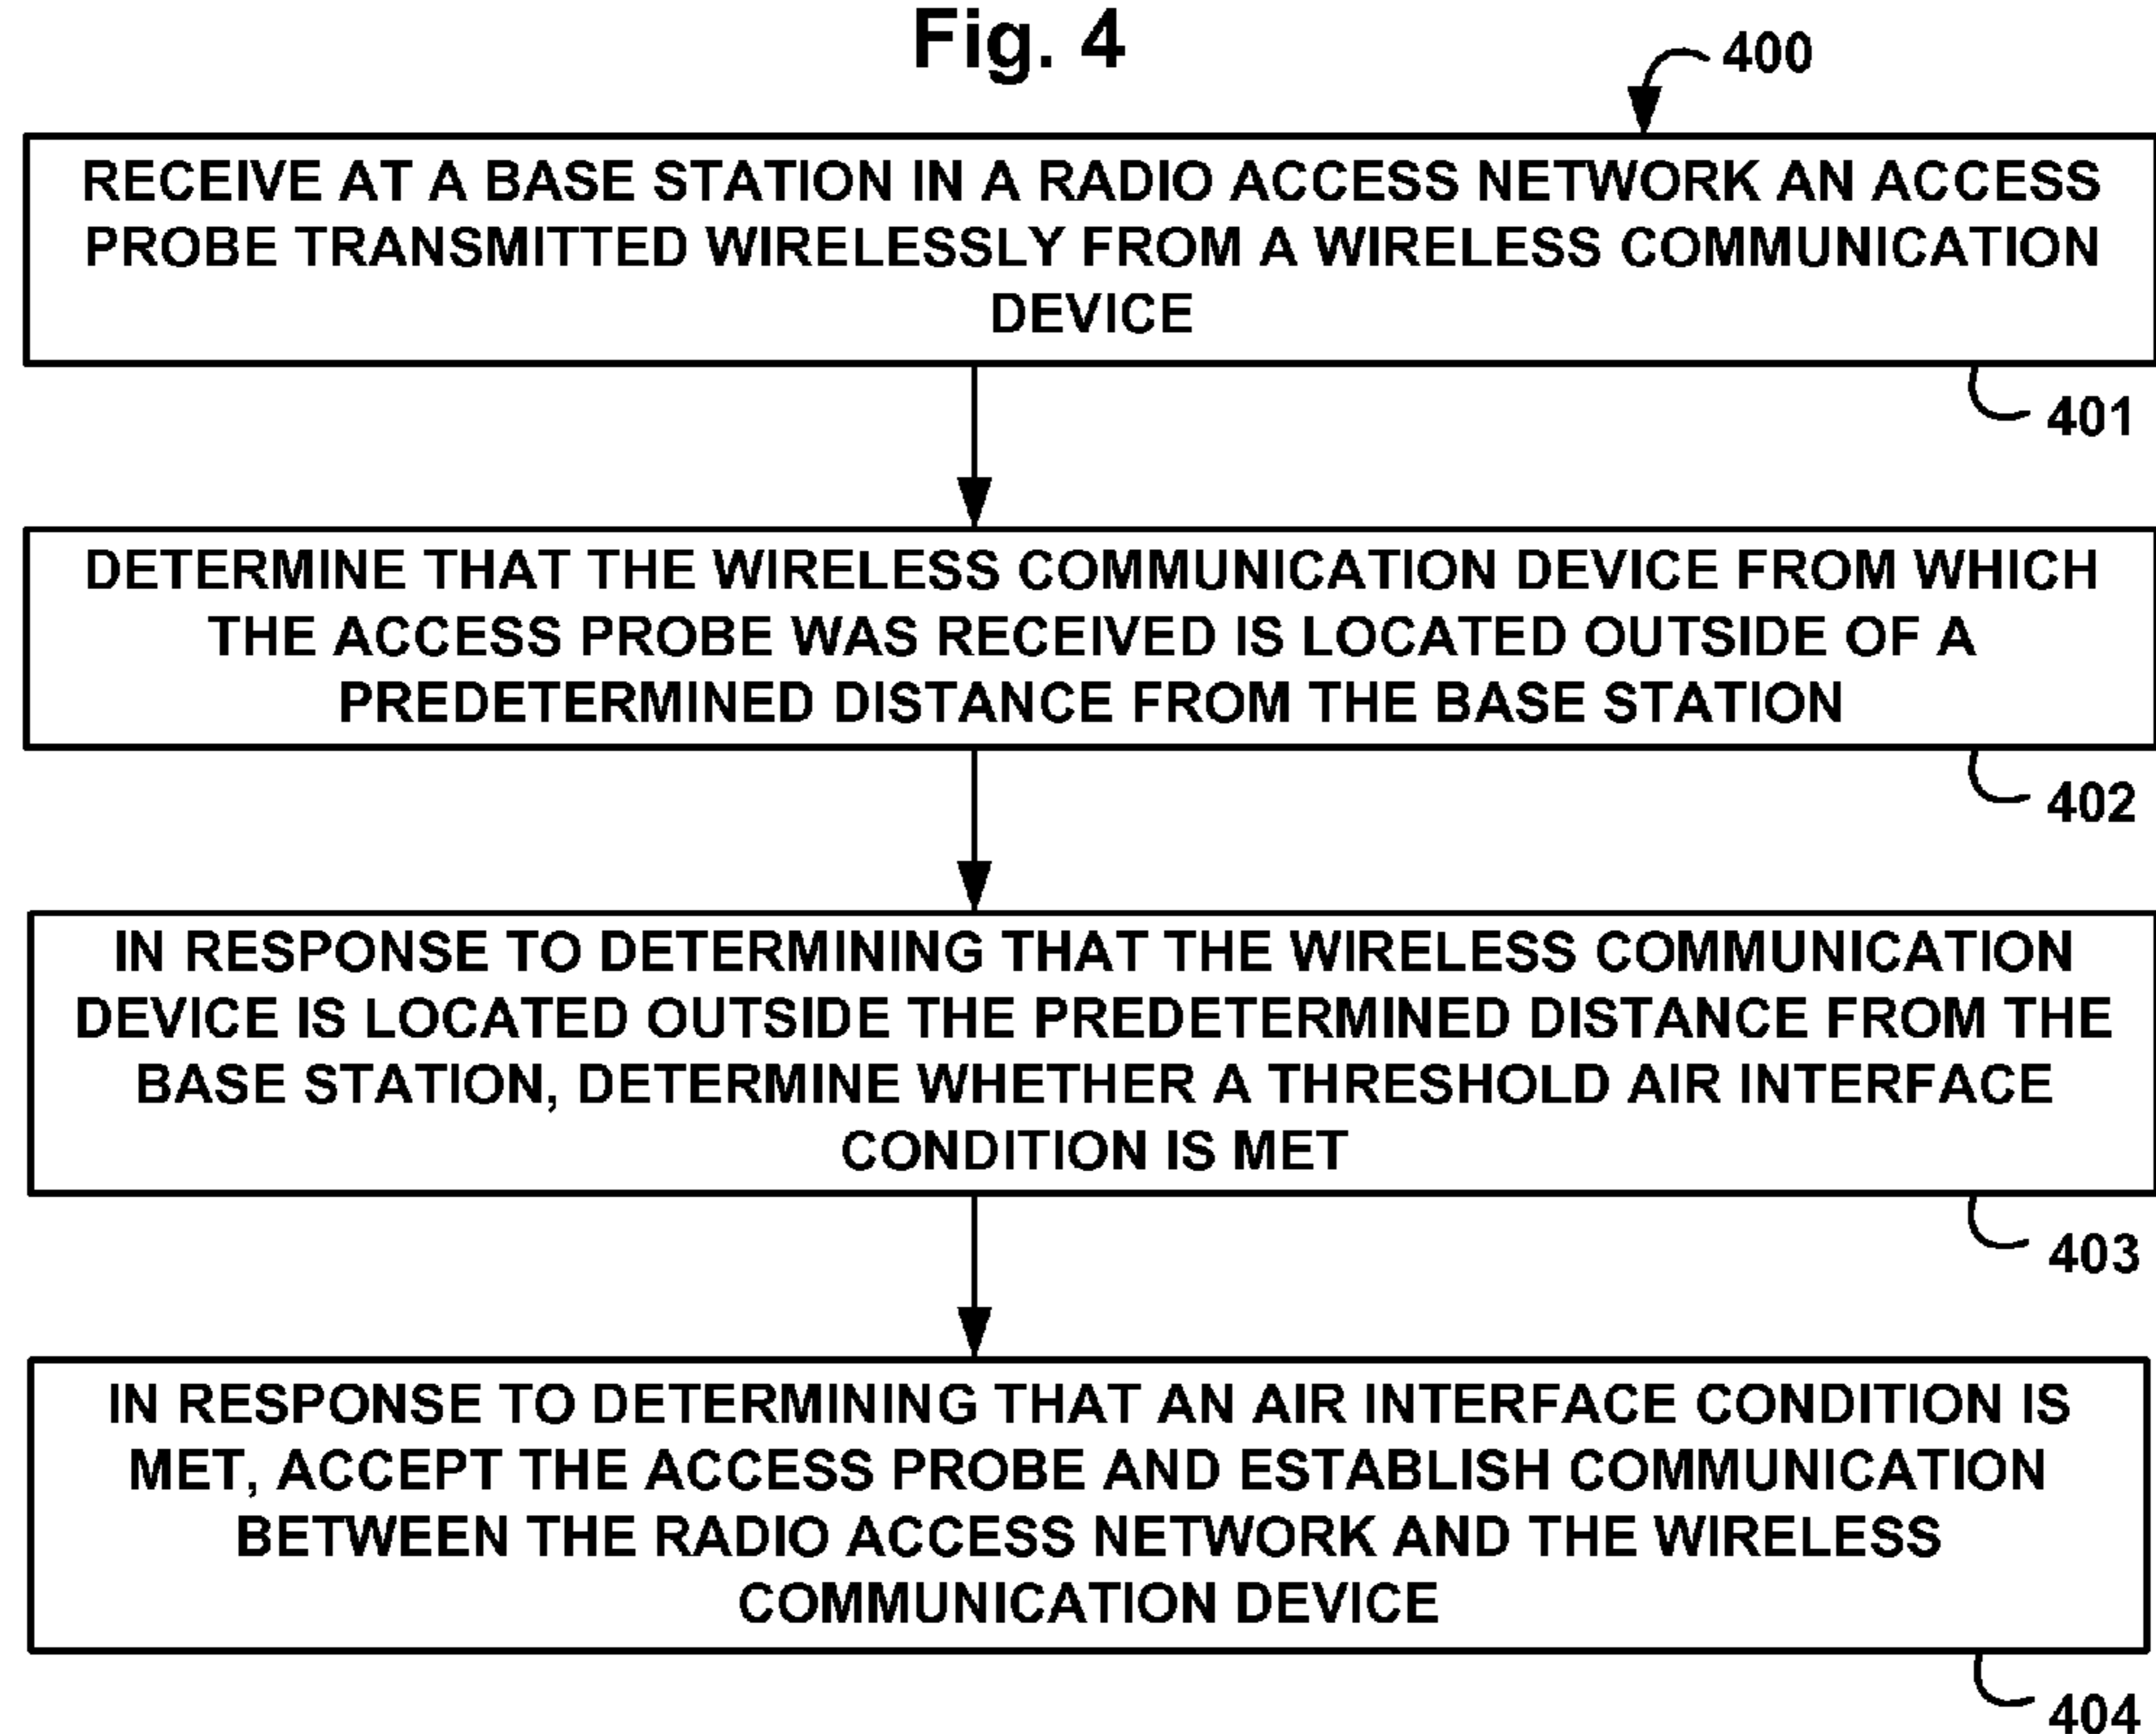 Fig. 4
400
RECEIVE AT A BASE STATION IN A RADIO ACCESS NETWORK AN ACCESS
PROBE TRANSMITTED WIRELESSLY FROM A WIRELESS COMMUNICATION
DEVICE
401
DETERMINE THAT THE WIRELESS COMMUNICATION DEVICE FROM WHICH
THE ACCESS PROBE WAS RECEIVED IS LOCATED OUTSIDE OF A
PREDETERMINED DISTANCE FROM THE BASE STATION
402
IN RESPONSE TO DETERMINING THAT THE WIRELESS COMMUNICATION
DEVICE IS LOCATED OUTSIDE THE PREDETERMINED DISTANCE FROM THE
BASE STATION, DETERMINE WHETHER A THRESHOLD AIR INTERFACE
CONDITION IS MET
403
IN RESPONSE TO DETERMINING THAT AN AIR INTERFACE CONDITION IS
MET, ACCEPT THE ACCESS PROBE AND ESTABLISH COMMUNICATION
BETWEEN THE RADIO ACCESS NETWORK AND THE WIRELESS
COMMUNICATION DEVICE
404